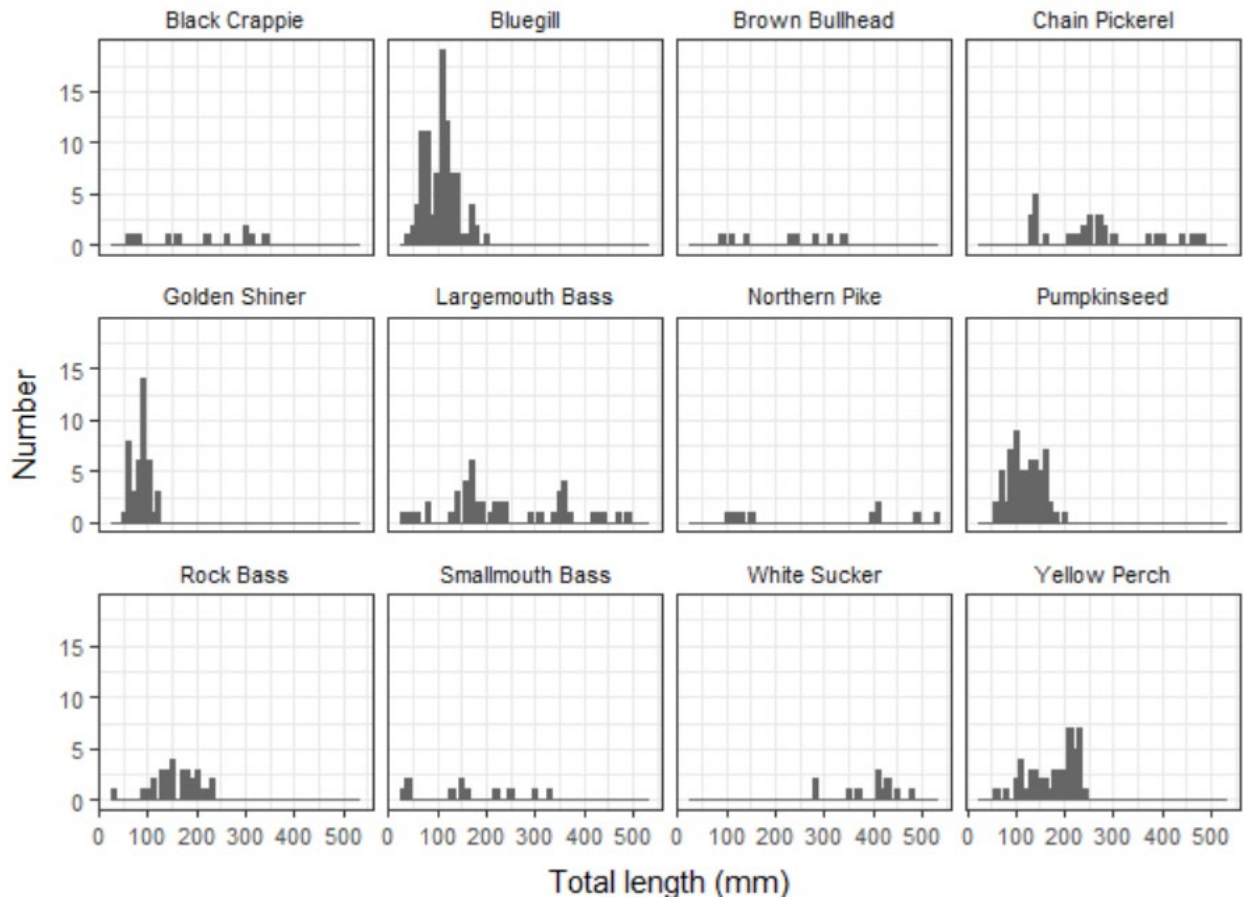 Black Crappie Bluegill Brown Bullhead Chain Pickerel
15
10
5
0
Golden Shiner Largemouth Bass Northern Pike Pumpkinseed
15
10
5
0
Number
Rock Bass Smallmouth Bass White Sucker Yellow Perch
15
10
5
0
0 100 200 300 400 500 0 100 200 300 400 500 0 100 200 300 400 500 0 100 200 300 400 500
Total length (mm)